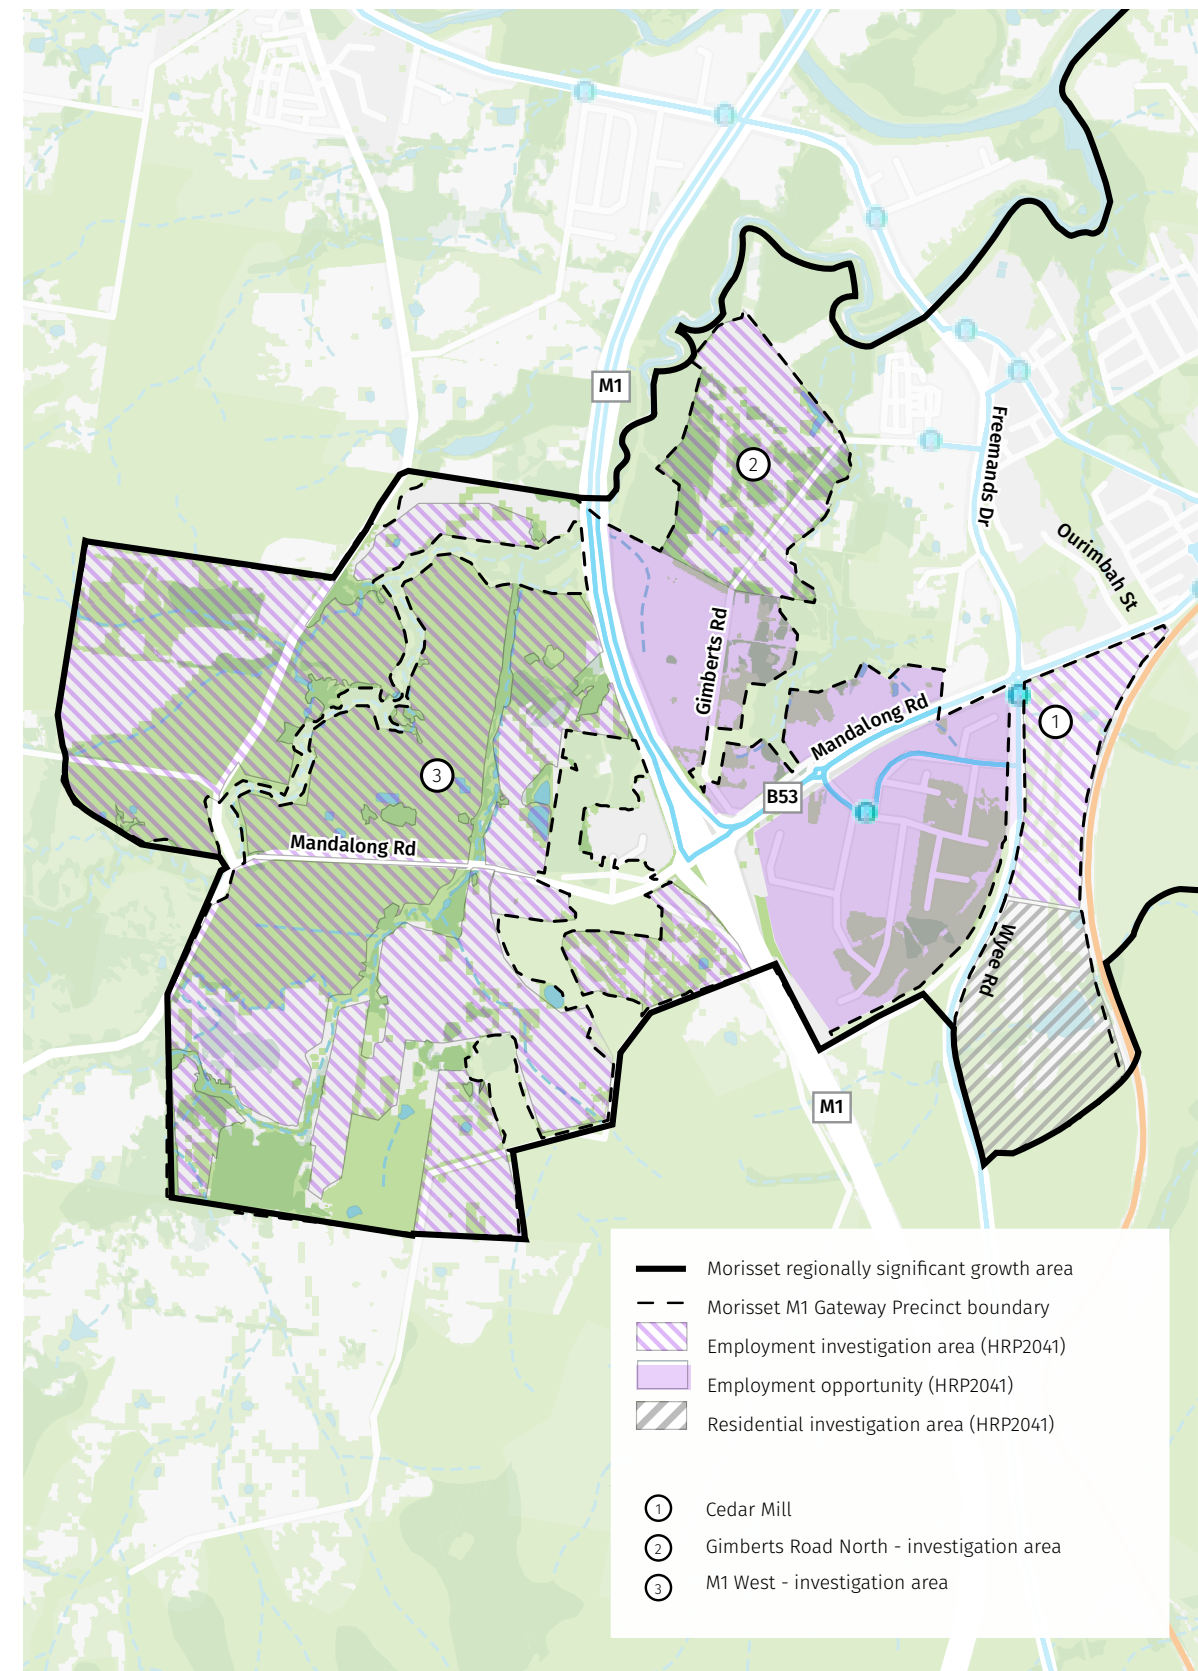 M1
2
Freemands Dr
Ourimbah St
Gimberts Rd
1
Mandalong Rd
3
B53
Mandalong Rd
Wyee Rd
M1
Morisset regionally significant growth area
Morisset M1 Gateway Precinct boundary
Employment investigation area (HRP2041)
Employment opportunity (HRP2041)
Residential investigation area (HRP2041)
1 Cedar Mill
2 Gimberts Road North - investigation area
3 M1 West - investigation area